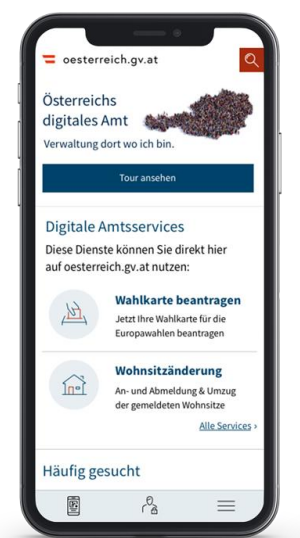 oesterreich.gv.at
Österreichs
digitales Amt
Verwaltung dort wo ich bin.
Tour ansehen
Digitale Amtsservices
Diese Dienste können Sie direkt hier
auf oesterreich.gv.at nutzen:
Wahlkarte beantragen
Jetzt Ihre Wahlkarte für die
Europawahlen beantragen
Wohnsitzänderung
An- und Abmeldung & Umzug
der gemeldeten Wohnsitze
Alle Services ›
Häufig gesucht